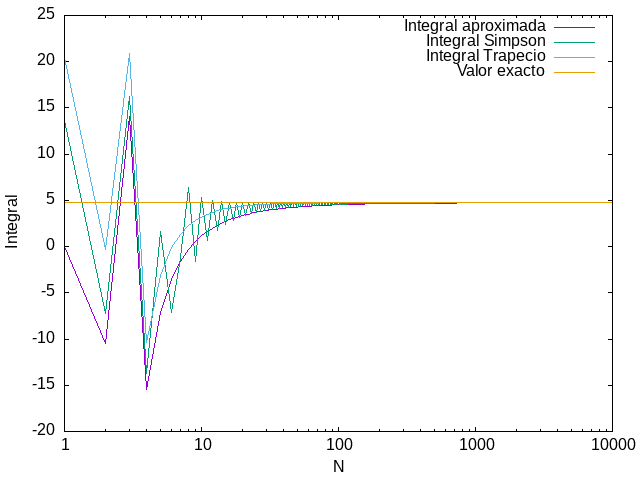 25
20
15
10
5
0
-5
-10
-15
-20
1 10 100 1000 10000
Integral
N
Integral aproximada
Integral Simpson
Integral Trapecio
Valor exacto